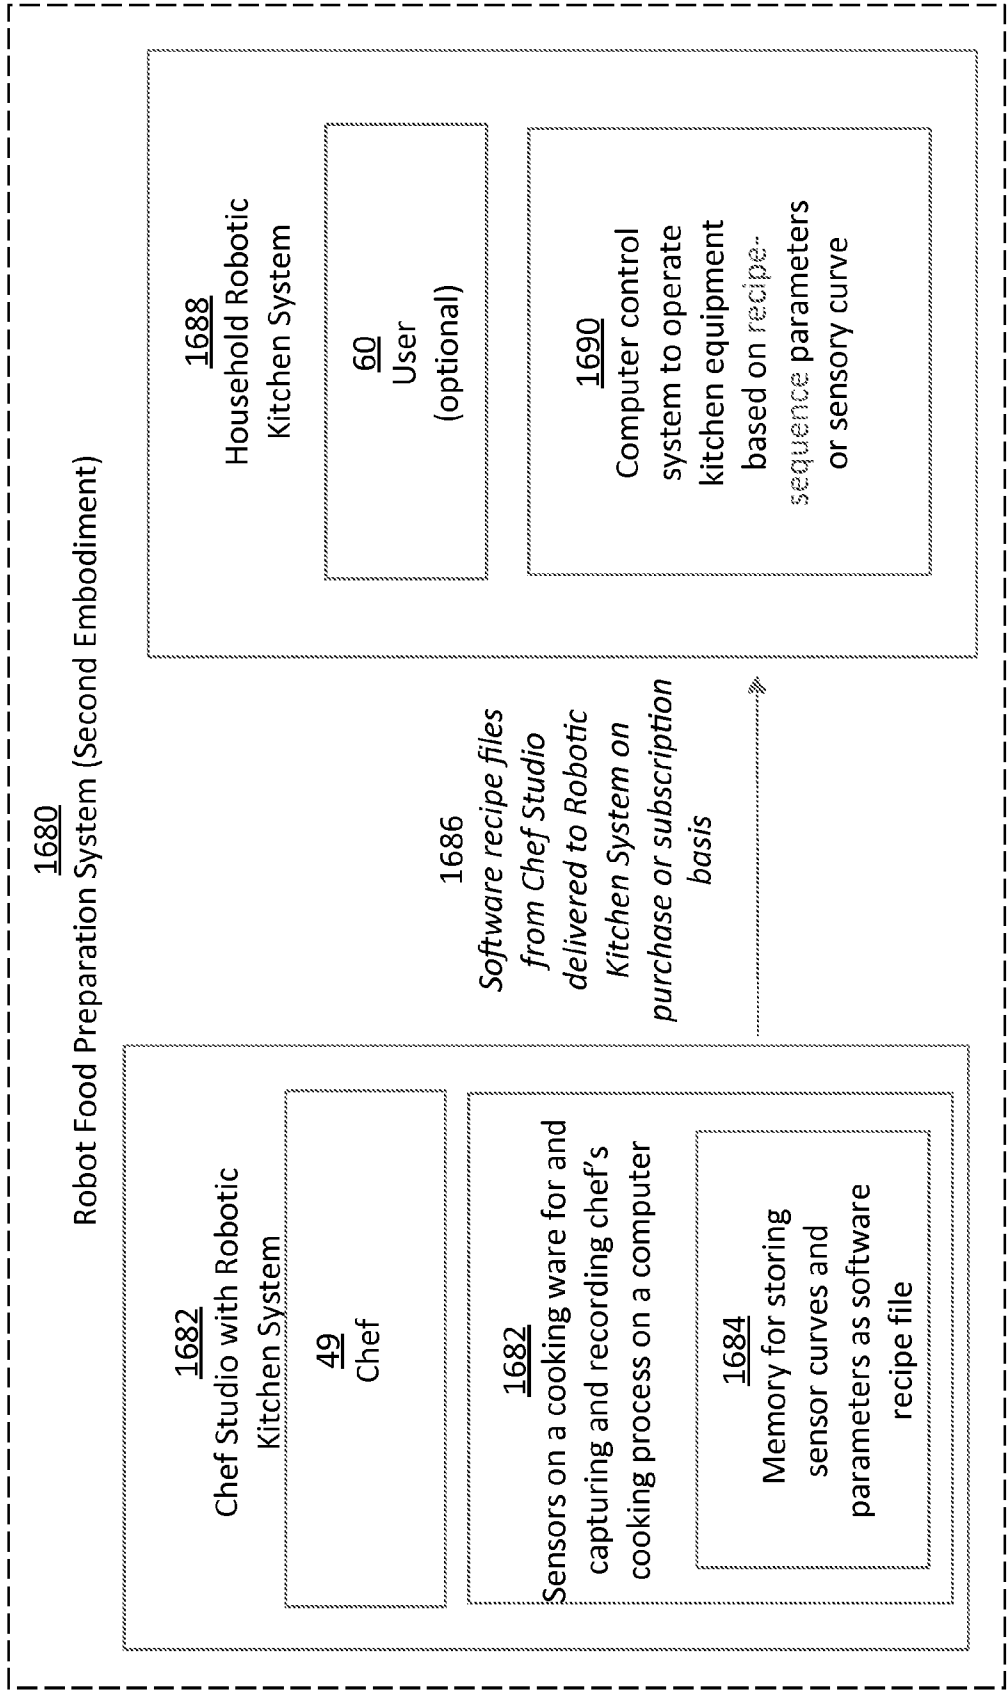 1680
Robot Food Preparation System (Second Embodiment)
1682
Chef Studio with Robotic
Kitchen System
49
Chef
1682
Sensors on a cooking ware for and
capturing and recording chef's
cooking process on a computer
1684
Memory for storing
sensor curves and
parameters as software
recipe file
1686
Software recipe files
from Chef Studio
delivered to Robotic
Kitchen System on
purchase or subscription
basis
1688
Household Robotic
Kitchen System
60
User
(optional)
1690
Computer control
system to operate
kitchen equipment
based on recipe-
sequence parameters
or sensory curve